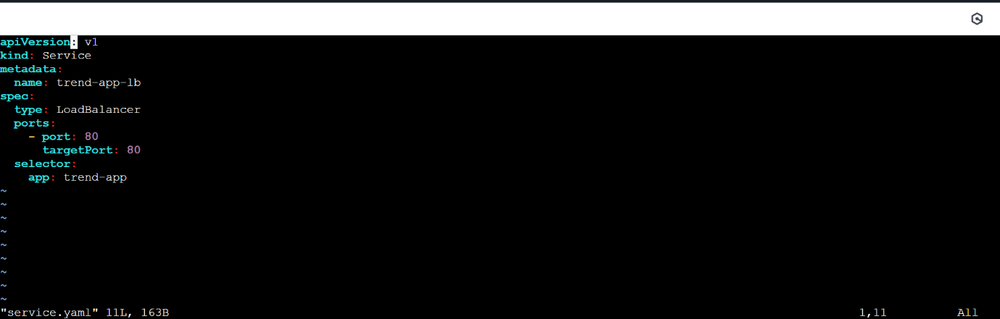 apiVersion: v1
kind: Service
metadata:
  name: trend-app-lb
spec:
  type: LoadBalancer
  ports:
    - port: 80
      targetPort: 80
  selector:
    app: trend-app
~
~
~
~
~
~
~
~
~
"service.yaml" 11L, 163B 1,11 All